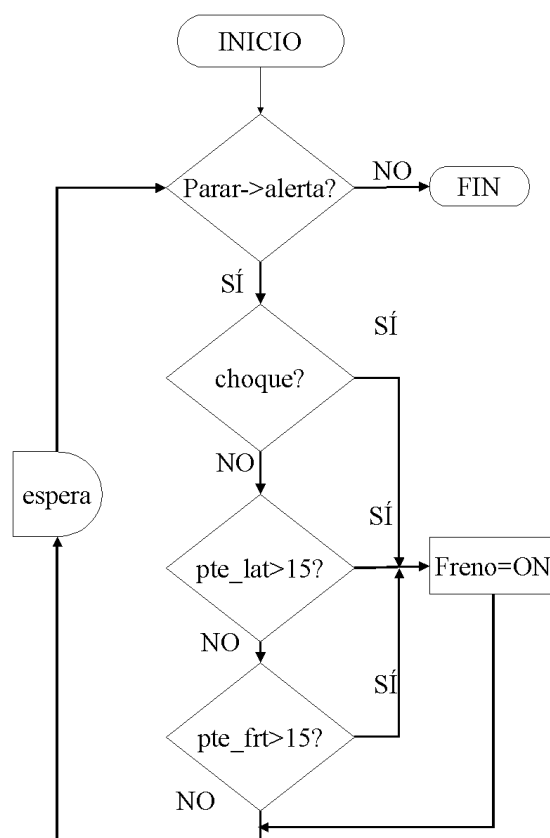 INICIO
Parar->alerta?
NO
FIN
SÍ
SÍ
choque?
NO
espera
SÍ
pte_lat>15?
Freno=ON
NO
SÍ
pte_frt>15?
NO